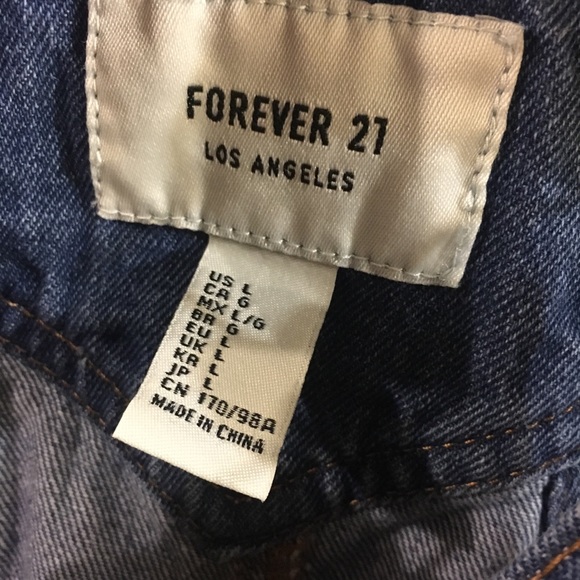 FOREVER 21
LOS ANGELES
US L
CA G
MX L/G
BR G
EU L
UK L
KR L
JP L
CN 170/98A
MADE IN CHINA